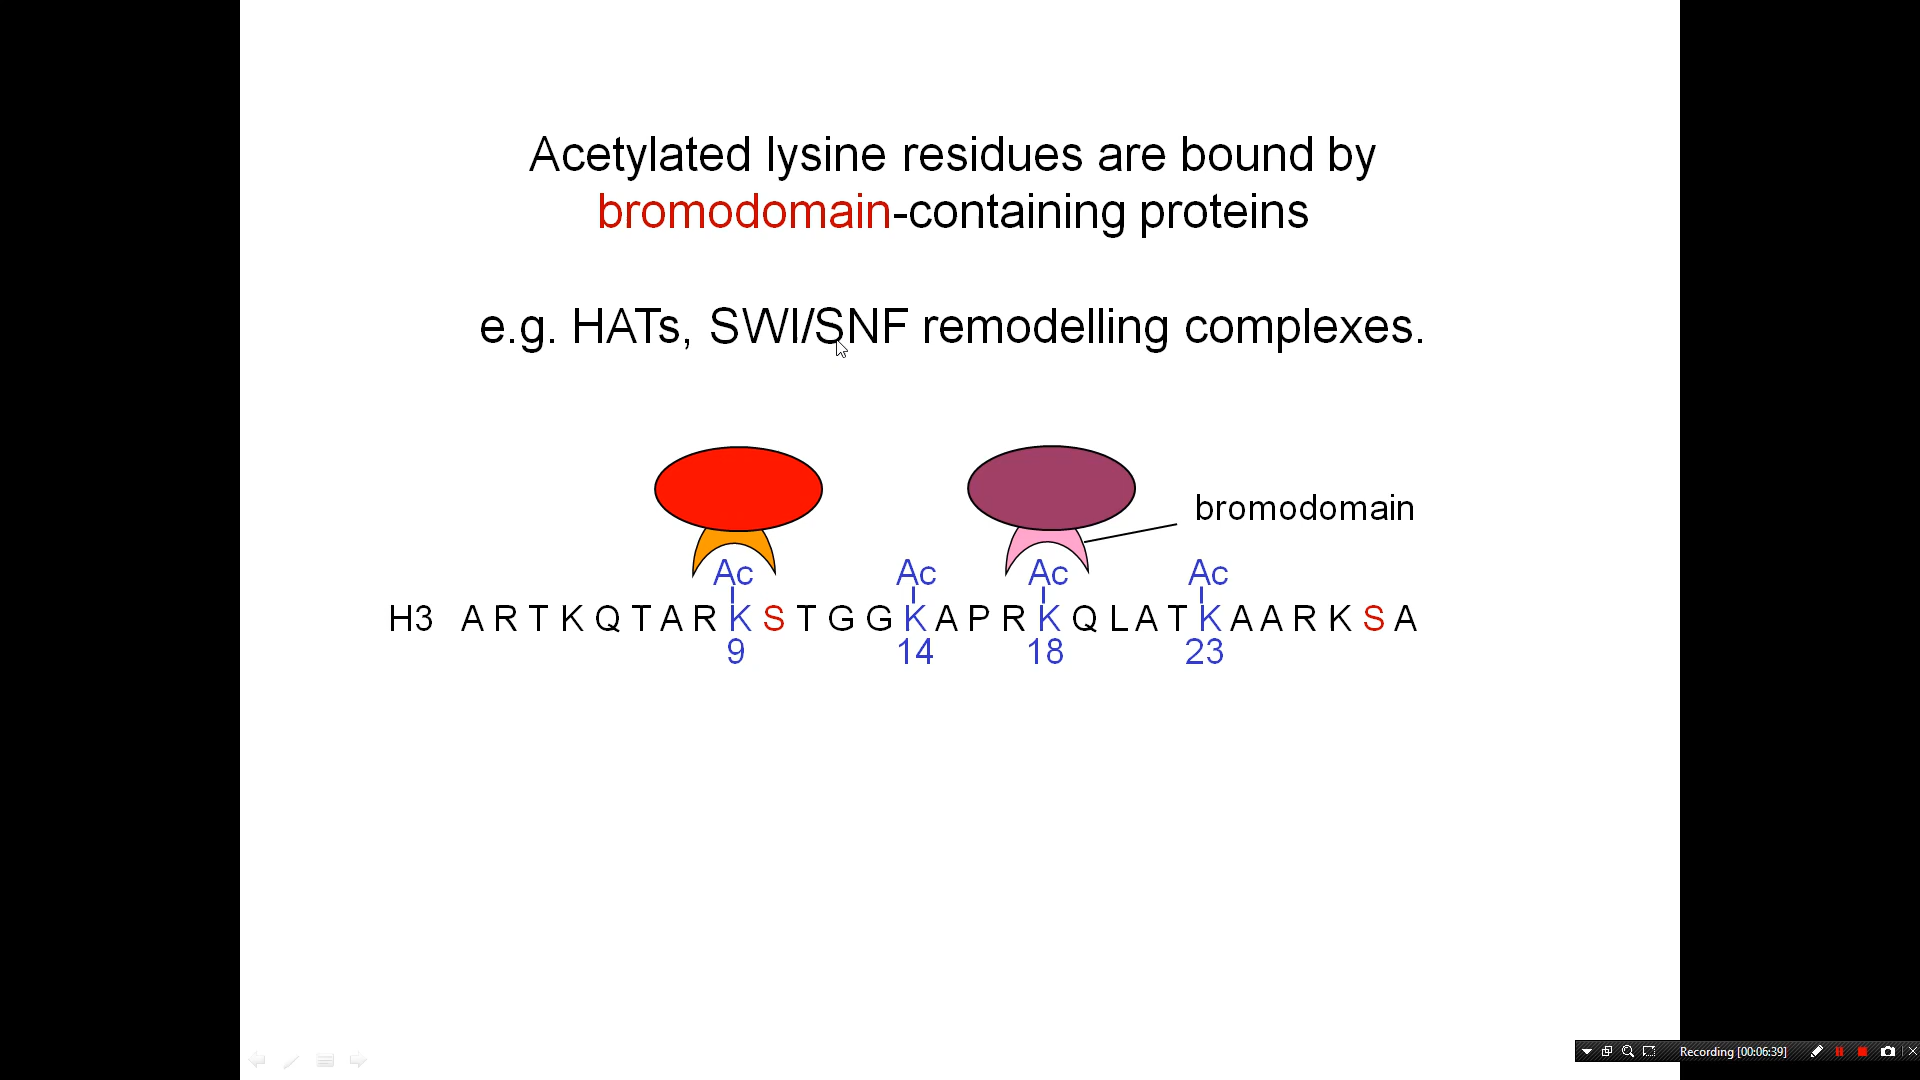 Acetylated lysine residues are bound by
bromodomain-containing proteins
e.g. HATs, SWI/SNF remodelling complexes.
bromodomain
Ac Ac Ac Ac
H3 A R T K Q T A R K S T G G K A P R K Q L A T K A A R K S A
9 14 18 23
Recording [00:06:39]